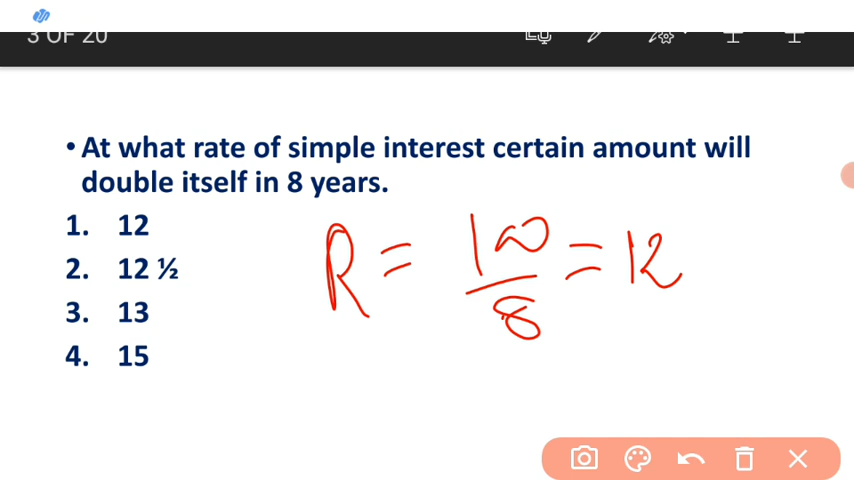 3 OF 20
• At what rate of simple interest certain amount will
double itself in 8 years.
1. 12
2. 12 ½
3. 13
4. 15
R = 100/8 = 12